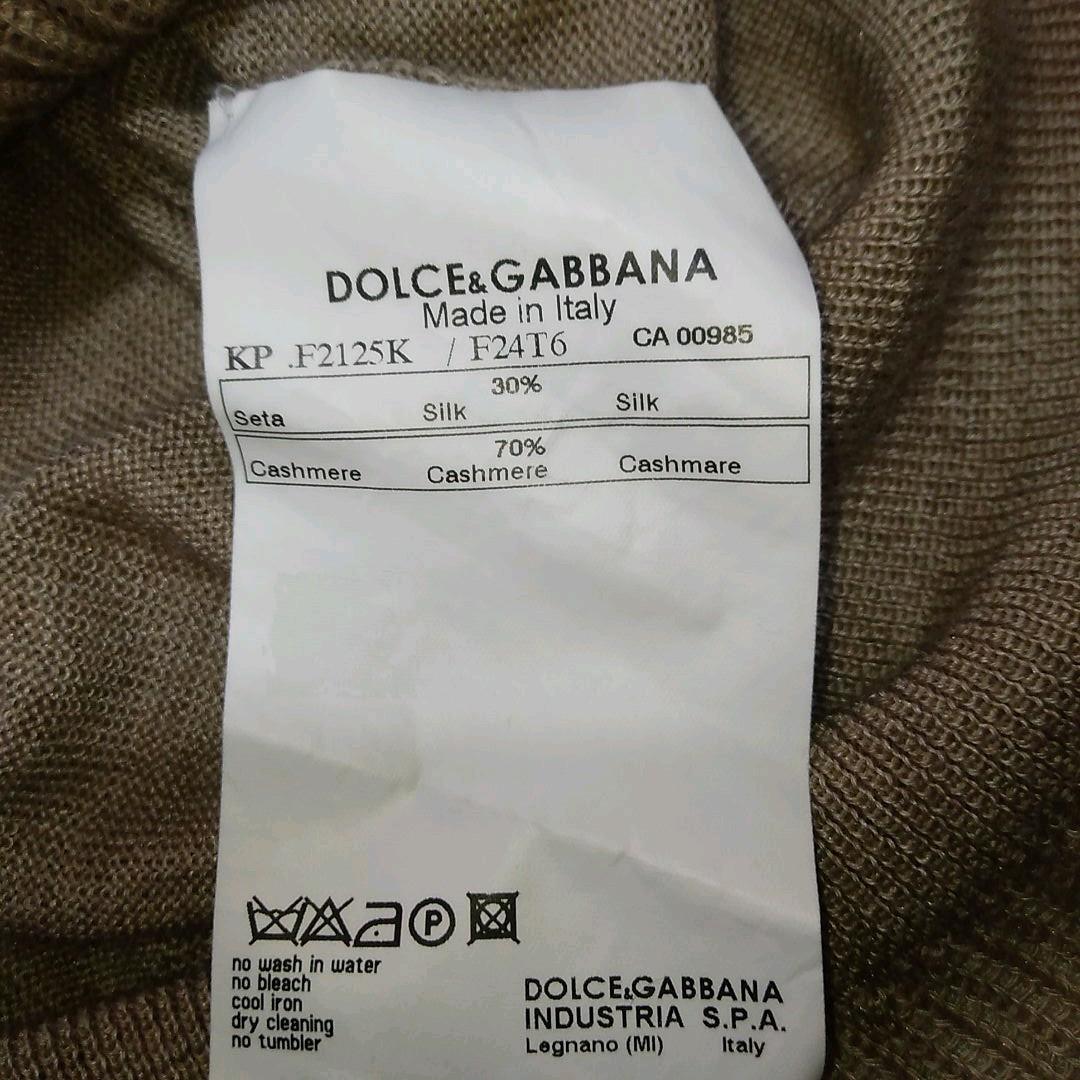 DOLCE&GABBANA
Made in Italy
KP .F2125K / F24T6 CA 00985
30%
Seta Silk Silk
70%
Cashmere Cashmere Cashmare
P
no wash in water
no bleach
cool iron
dry cleaning
no tumbler
DOLCE&GABBANA
INDUSTRIA S.P.A.
Legnano (MI) Italy